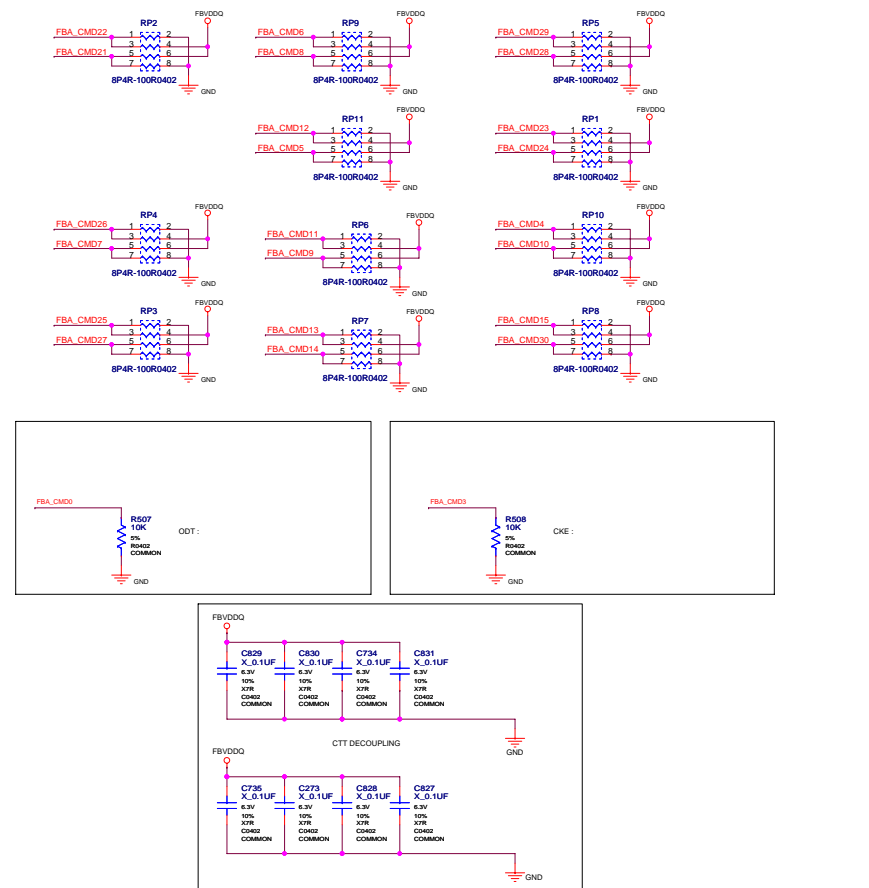 FBVDDQ
RP2
FBA_CMD22
1 2
3 4
FBA_CMD21
5 6
7 8
8P4R-100R0402
GND
FBVDDQ
RP9
FBA_CMD6
1 2
3 4
FBA_CMD8
5 6
7 8
8P4R-100R0402
GND
FBVDDQ
RP5
FBA_CMD29
1 2
3 4
FBA_CMD28
5 6
7 8
8P4R-100R0402
GND
FBVDDQ
RP11
FBA_CMD12
1 2
3 4
FBA_CMD5
5 6
7 8
8P4R-100R0402
GND
FBVDDQ
RP1
FBA_CMD23
1 2
3 4
FBA_CMD24
5 6
7 8
8P4R-100R0402
GND
FBVDDQ
RP4
FBA_CMD26
1 2
3 4
FBA_CMD7
5 6
7 8
8P4R-100R0402
GND
FBVDDQ
RP6
FBA_CMD11
1 2
3 4
FBA_CMD9
5 6
7 8
8P4R-100R0402
GND
FBVDDQ
RP10
FBA_CMD4
1 2
3 4
FBA_CMD10
5 6
7 8
8P4R-100R0402
GND
FBVDDQ
RP3
FBA_CMD25
1 2
3 4
FBA_CMD27
5 6
7 8
8P4R-100R0402
GND
FBVDDQ
RP7
FBA_CMD13
1 2
3 4
FBA_CMD14
5 6
7 8
8P4R-100R0402
GND
FBVDDQ
RP8
FBA_CMD15
1 2
3 4
FBA_CMD30
5 6
7 8
8P4R-100R0402
GND
FBA_CMD0
R507
10K
5%
R0402
COMMON
ODT :
GND
FBA_CMD3
R508
10K
5%
R0402
COMMON
CKE :
GND
FBVDDQ
C829 C830 C734 C831
X_0.1UF X_0.1UF X_0.1UF X_0.1UF
6.3V 6.3V 6.3V 6.3V
10% 10% 10% 10%
X7R X7R X7R X7R
C0402 C0402 C0402 C0402
COMMON COMMON COMMON COMMON
CTT DECOUPLING
GND
FBVDDQ
C735 C273 C828 C827
X_0.1UF X_0.1UF X_0.1UF X_0.1UF
6.3V 6.3V 6.3V 6.3V
10% 10% 10% 10%
X7R X7R X7R X7R
C0402 C0402 C0402 C0402
COMMON COMMON COMMON COMMON
GND